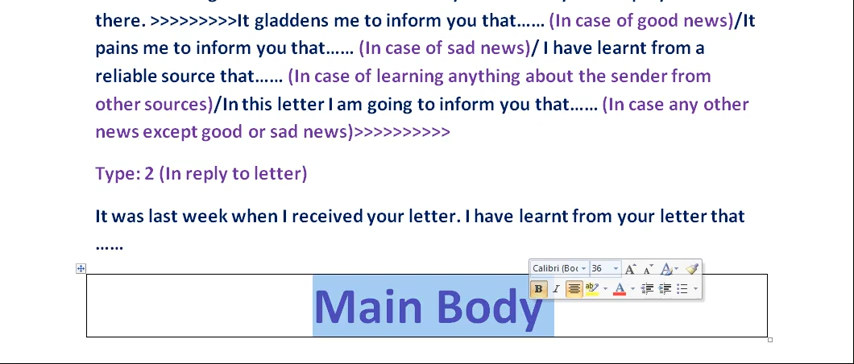 there. >>>>>>>>>It gladdens me to inform you that…… (In case of good news)/It
pains me to inform you that…… (In case of sad news)/ I have learnt from a
reliable source that…… (In case of learning anything about the sender from
other sources)/In this letter I am going to inform you that…… (In case any other
news except good or sad news)>>>>>>>>>>
Type: 2 (In reply to letter)
It was last week when I received your letter. I have learnt from your letter that
……
Calibri (Boc 36
Main Body